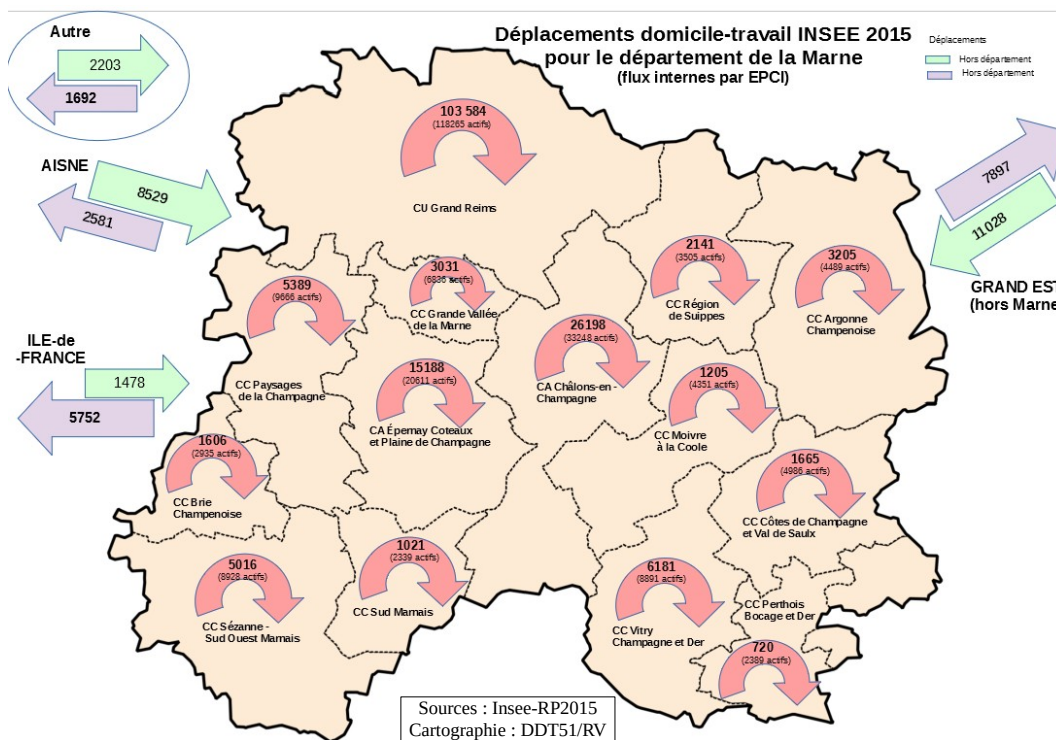 Autre
2203
1692
Déplacements domicile-travail INSEE 2015
pour le département de la Marne
(flux internes par EPCI)
Déplacements
Hors département
Hors département
AISNE
8529
2581
7897
11028
GRAND EST
(hors Marne
ILE-de
-FRANCE
1478
5752
103 584
(118265 actifs)
CU Grand Reims
2141
(3505 actifs)
CC Région
de Suippes
3205
(4489 actifs)
CC Argonne
Champenoise
3031
(6836 actifs)
CC Grande Vallée
de la Marne
5389
(9666 actifs)
CC Paysages
de la Champagne
26198
(33248 actifs)
CA Châlons-en -
Champagne
15188
(20611 actifs)
CA Épernay Coteaux
et Plaine de Champagne
1205
(4351 actifs)
CC Moivre
à la Coole
1606
(2935 actifs)
CC Brie
Champenoise
1665
(4986 actifs)
CC Côtes de Champagne
et Val de Saulx
1021
(2339 actifs)
CC Sud Marnais
5016
(8928 actifs)
CC Sézanne -
Sud Ouest Marnais
6181
(8891 actifs)
CC Vitry
Champagne et Der
CC Perthois
Bocage et Der
720
(2389 actifs)
Sources : Insee-RP2015
Cartographie : DDT51/RV